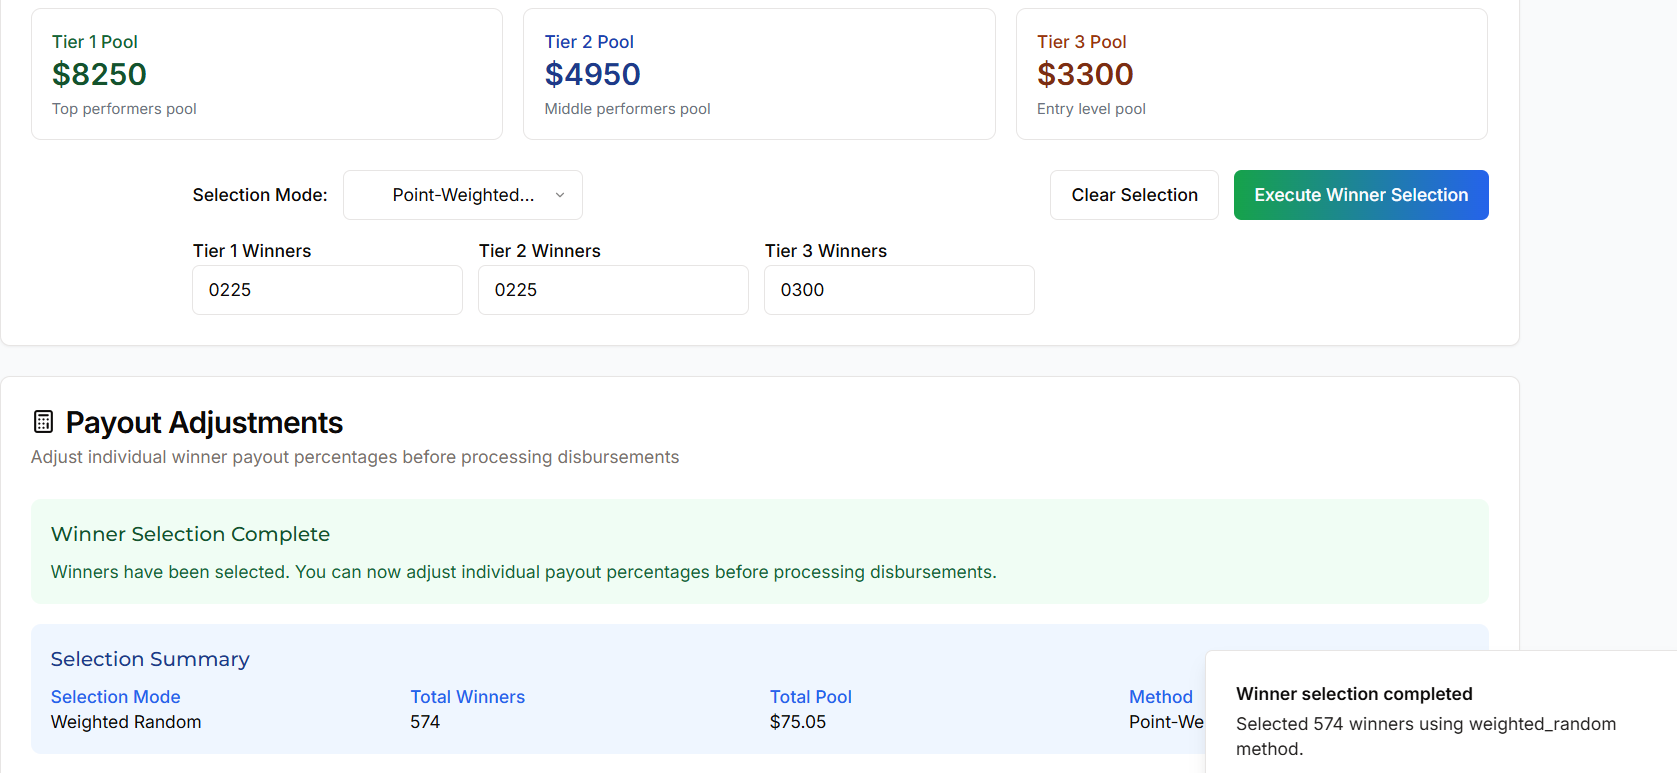 Tier 1 Pool
$8250
Top performers pool
Tier 2 Pool
$4950
Middle performers pool
Tier 3 Pool
$3300
Entry level pool
Selection Mode:
Point-Weighted...
Clear Selection
Execute Winner Selection
Tier 1 Winners
0225
Tier 2 Winners
0225
Tier 3 Winners
0300
Payout Adjustments
Adjust individual winner payout percentages before processing disbursements
Winner Selection Complete
Winners have been selected. You can now adjust individual payout percentages before processing disbursements.
Selection Summary
Selection Mode
Weighted Random
Total Winners
574
Total Pool
$75.05
Method
Point-We
Winner selection completed
Selected 574 winners using weighted_random
method.